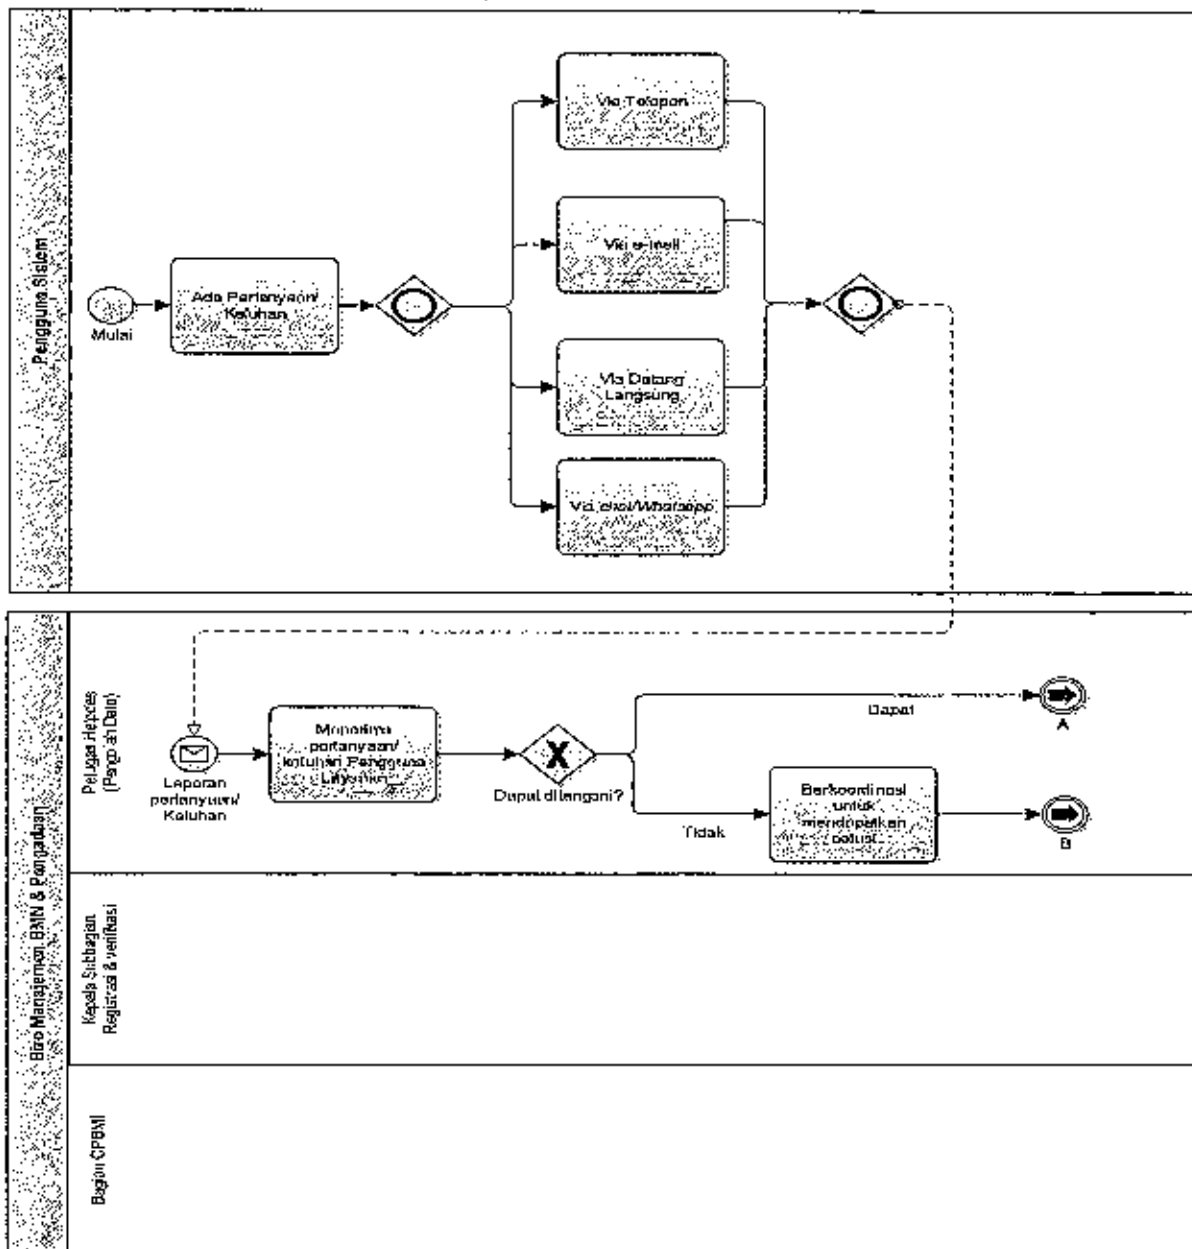 Pengguna Sistem
Mulai
Ada Pertanyaan/
Keluhan
Via Telepon
Via e-mail
Via Datang
Langsung
Via chat/Whatsapp
Biro Manajemen BMN & Pengadaan
Petugas Helpdes
(Pengolah Data)
Laporan
pertanyaan/
Keluhan
Menerima
pertanyaan/
keluhan Pengguna
Layanan
Dapat ditangani?
Dapat
A
Tidak
Berkoordinasi
untuk
mendapatkan
solusi
B
Kepala Subbagian
Registrasi & verifikasi
Bagian